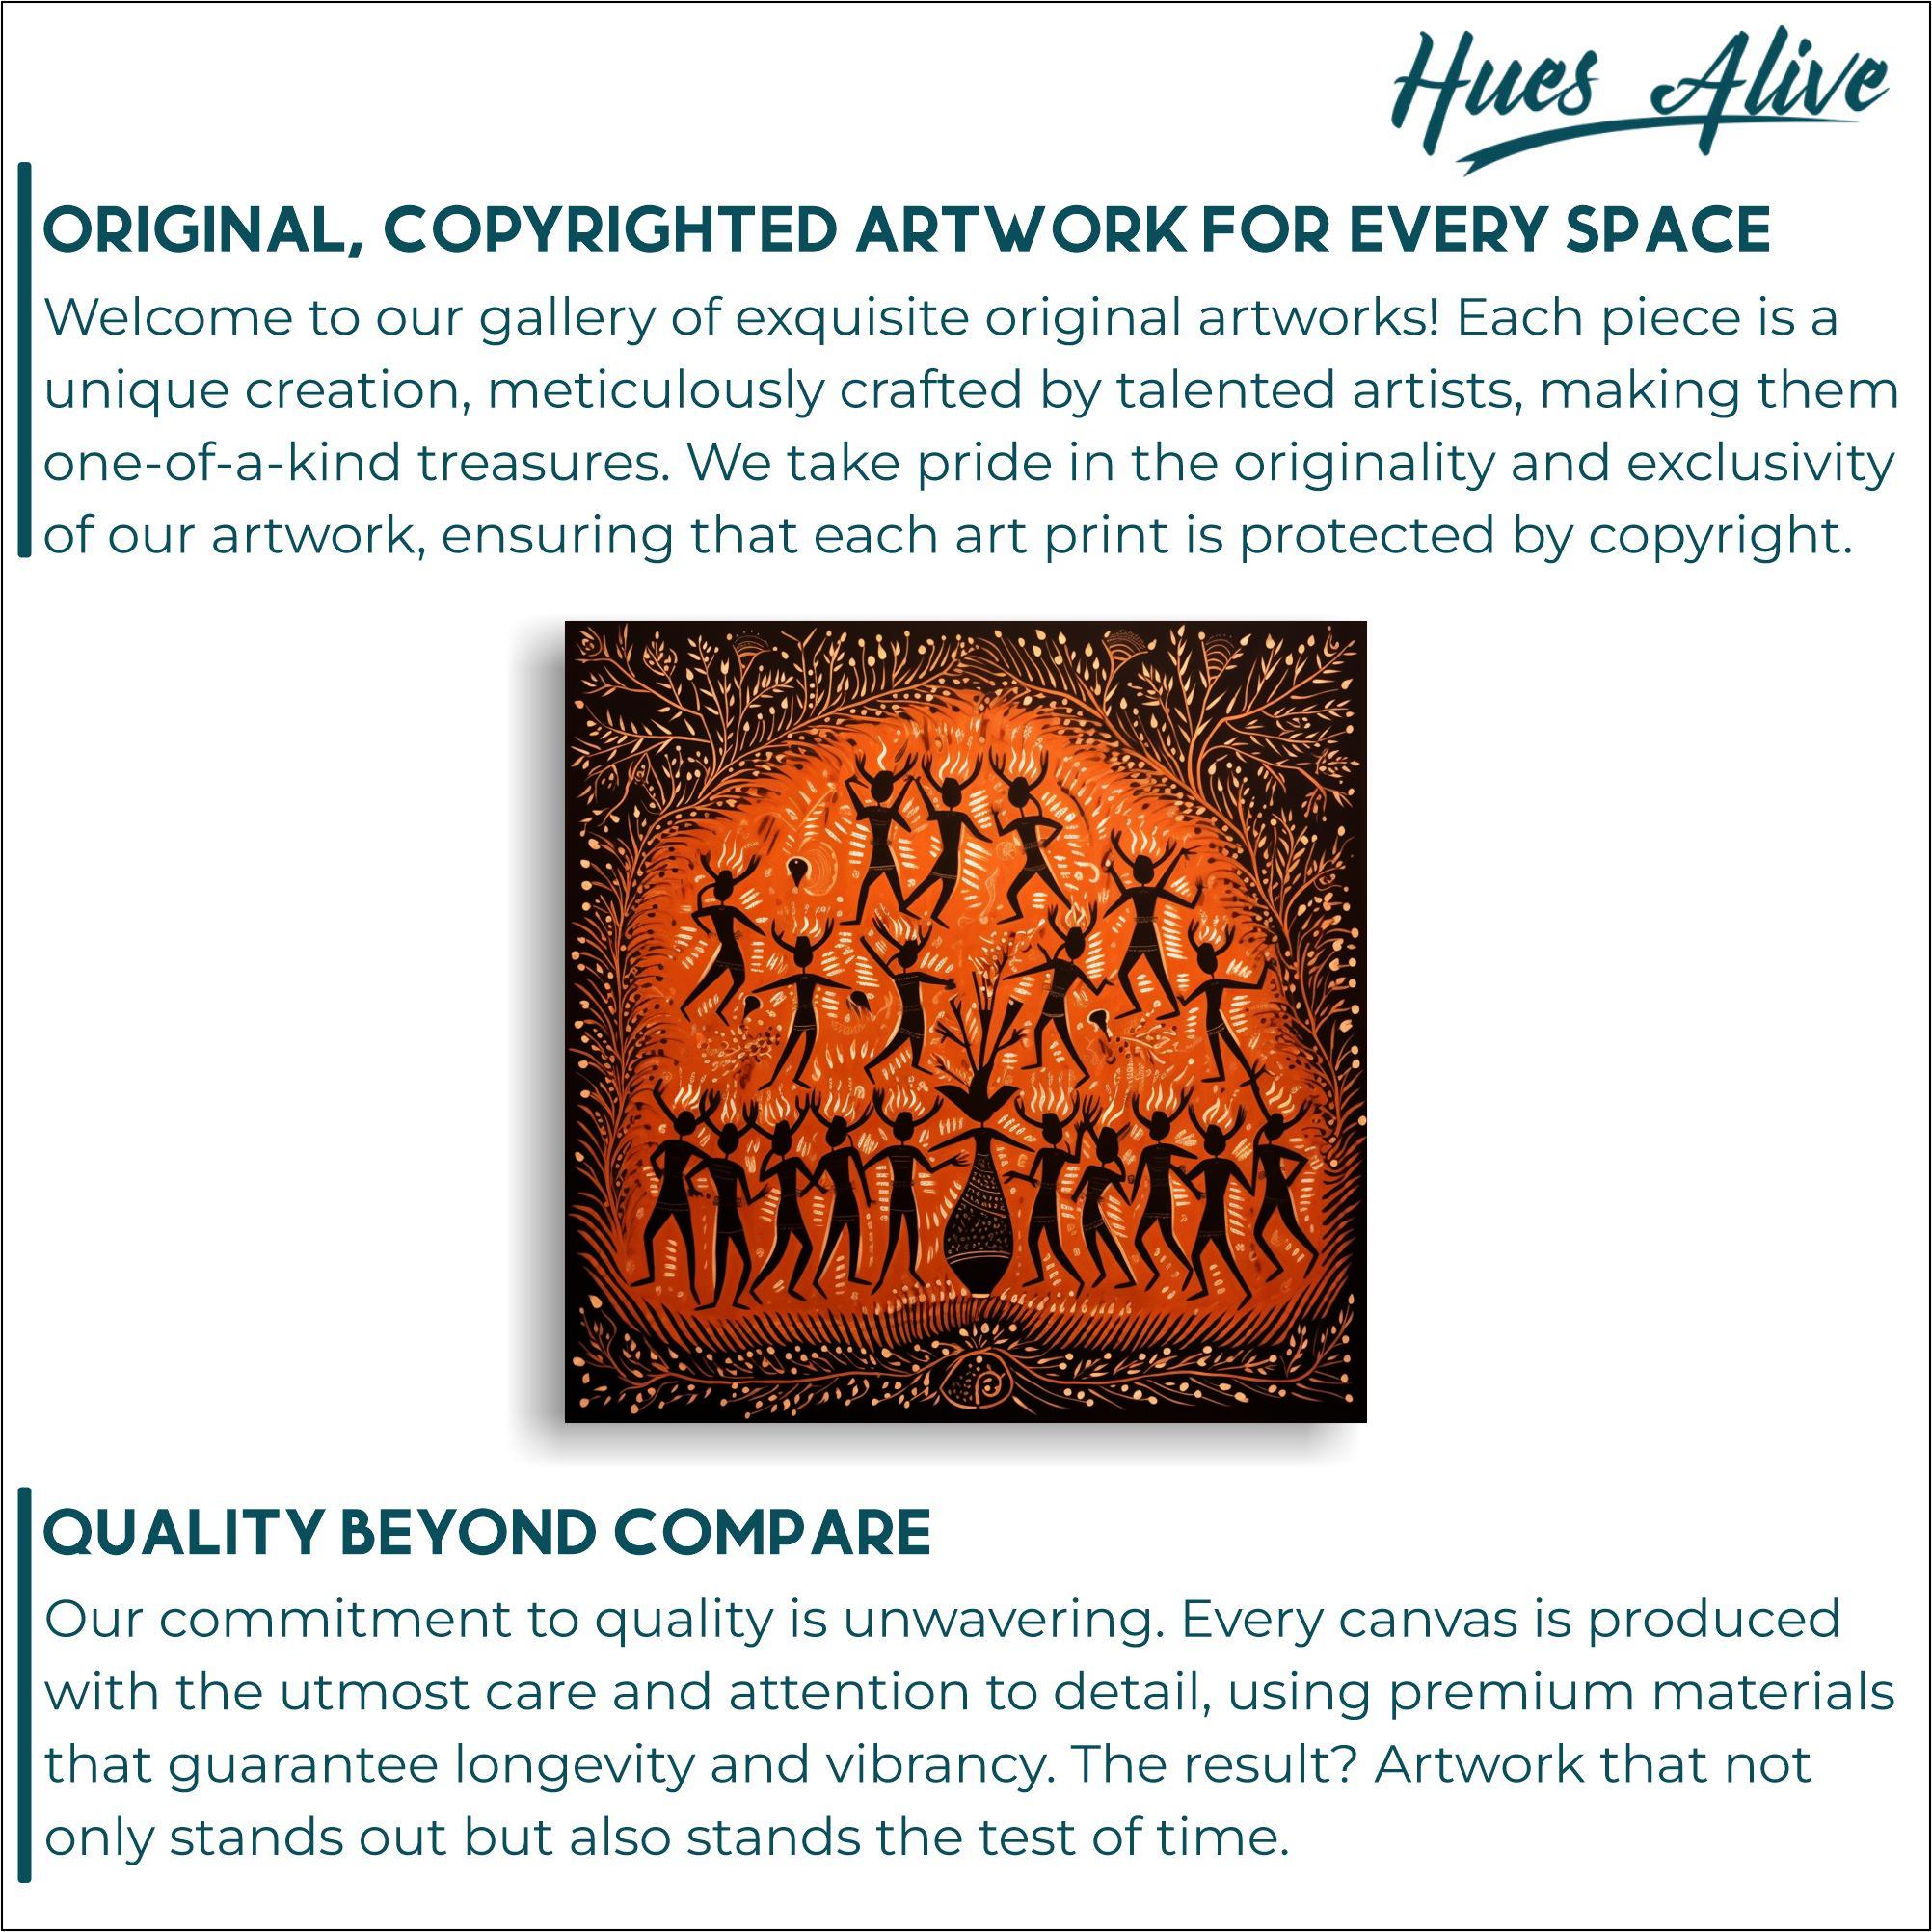 Hues Alive
ORIGINAL, COPYRIGHTED ARTWORK FOR EVERY SPACE
Welcome to our gallery of exquisite original artworks! Each piece is a
unique creation, meticulously crafted by talented artists, making them
one-of-a-kind treasures. We take pride in the originality and exclusivity
of our artwork, ensuring that each art print is protected by copyright.
QUALITY BEYOND COMPARE
Our commitment to quality is unwavering. Every canvas is produced
with the utmost care and attention to detail, using premium materials
that guarantee longevity and vibrancy. The result? Artwork that not
only stands out but also stands the test of time.